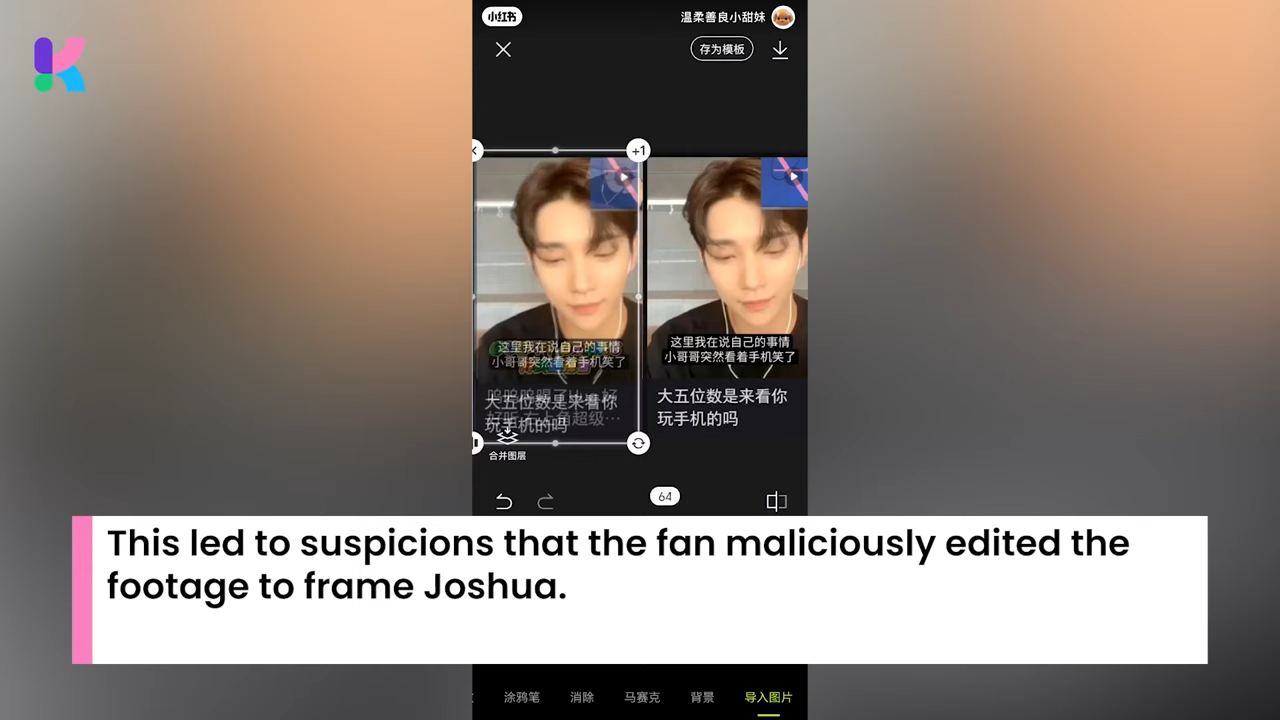 小红书
温柔善良小甜妹
存为模板
+1
这里我在说自己的事情
小哥哥突然看着手机笑了
大五位数是来看你
玩手机的吗
合并图层
这里我在说自己的事情
小哥哥突然看着手机笑了
大五位数是来看你
玩手机的吗
64
This led to suspicions that the fan maliciously edited the
footage to frame Joshua.
涂鸦笔
消除
马赛克
背景
导入图片